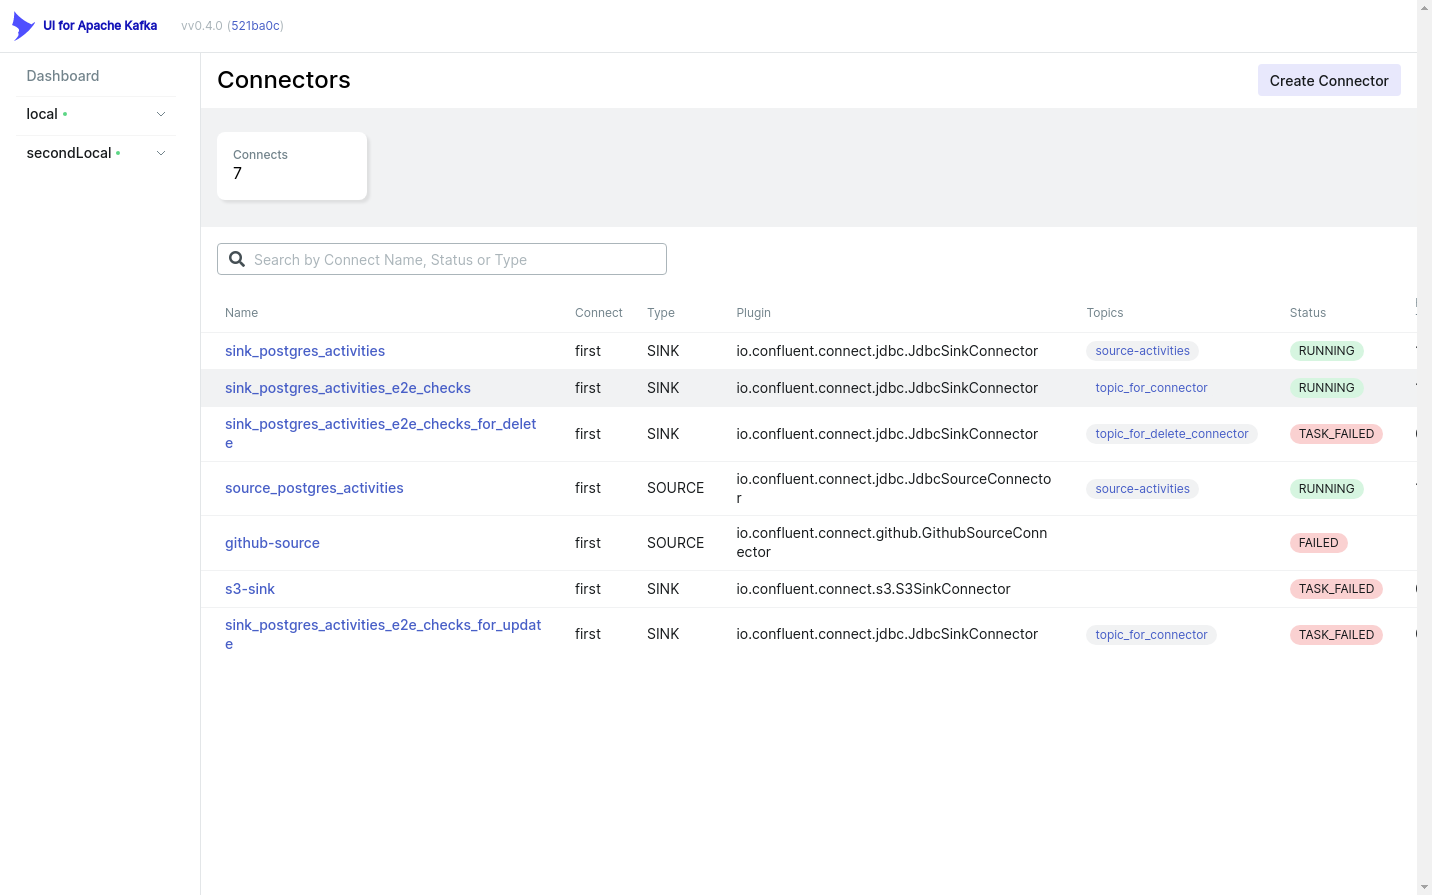 UI for Apache Kafka
vv0.4.0 (521ba0c)
Dashboard
local
secondLocal
Connectors
Create Connector
Connects
7
Search by Connect Name, Status or Type
Name Connect Type Plugin Topics Status
sink_postgres_activities first SINK io.confluent.connect.jdbc.JdbcSinkConnector source-activities RUNNING
sink_postgres_activities_e2e_checks first SINK io.confluent.connect.jdbc.JdbcSinkConnector topic_for_connector RUNNING
sink_postgres_activities_e2e_checks_for_delet
e
first SINK io.confluent.connect.jdbc.JdbcSinkConnector topic_for_delete_connector TASK_FAILED
source_postgres_activities first SOURCE
io.confluent.connect.jdbc.JdbcSourceConnecto
r
source-activities RUNNING
github-source first SOURCE
io.confluent.connect.github.GithubSourceConn
ector
FAILED
s3-sink first SINK io.confluent.connect.s3.S3SinkConnector TASK_FAILED
sink_postgres_activities_e2e_checks_for_updat
e
first SINK io.confluent.connect.jdbc.JdbcSinkConnector topic_for_connector TASK_FAILED